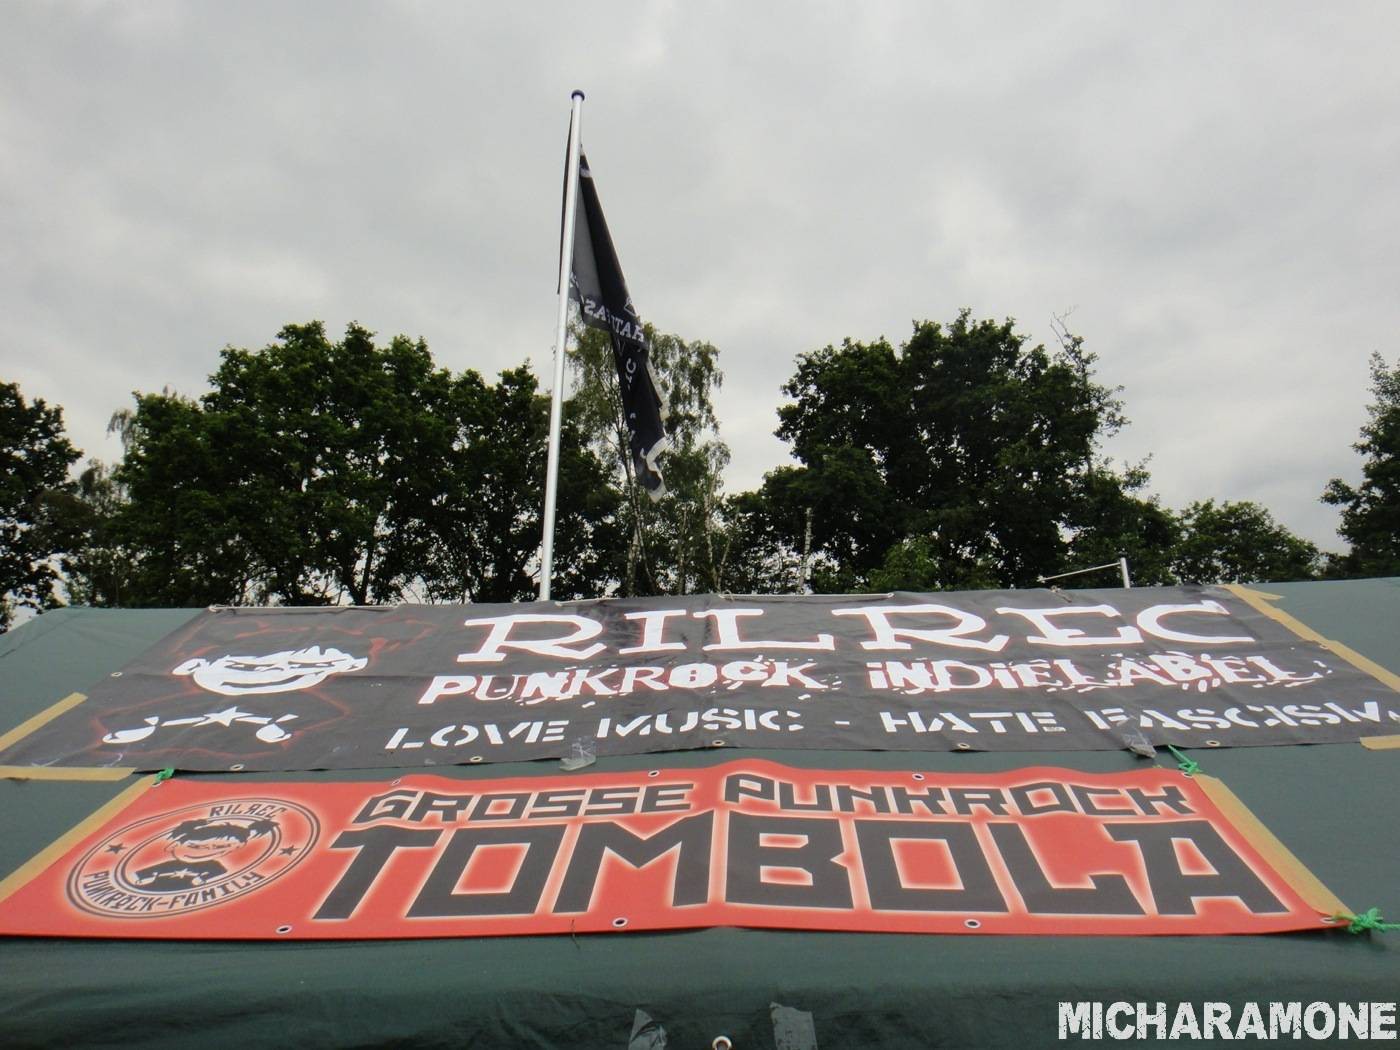 RILREC
PUNKROCK iNDiELABEL
LOVE MUSIC - HATE FASCISM
GROSSE PUNKROCK
TOMBOLA
RILREC
PUNKROCK-FAMILY
MICHARAMONE